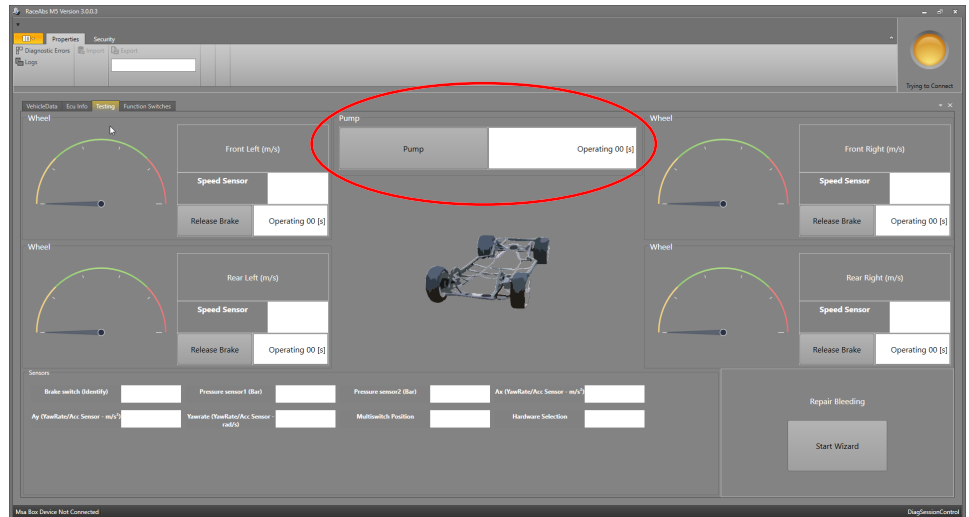 RaceAbs M5 Version 3.0.0.3
Properties Security
Diagnostic Errors Import Export
Logs
Trying to Connect
VehicleData Ecu Info Testing Function Switches
Wheel
Front Left (m/s)
Speed Sensor
Release Brake Operating 00 [s]
Pump
Pump Operating 00 [s]
Wheel
Front Right (m/s)
Speed Sensor
Release Brake Operating 00 [s]
Wheel
Rear Left (m/s)
Speed Sensor
Release Brake Operating 00 [s]
Wheel
Rear Right (m/s)
Speed Sensor
Release Brake Operating 00 [s]
Sensors
Brake switch (Identify) Pressure sensor1 (Bar) Pressure sensor2 (Bar) Ax (YawRate/Acc Sensor - m/s²)
Ay (YawRate/Acc Sensor - m/s²) Yawrate (YawRate/Acc Sensor -
rad/s) Multiswitch Position Hardware Selection
Repair Bleeding
Start Wizard
Msa Box Device Not Connected DiagSessionControl